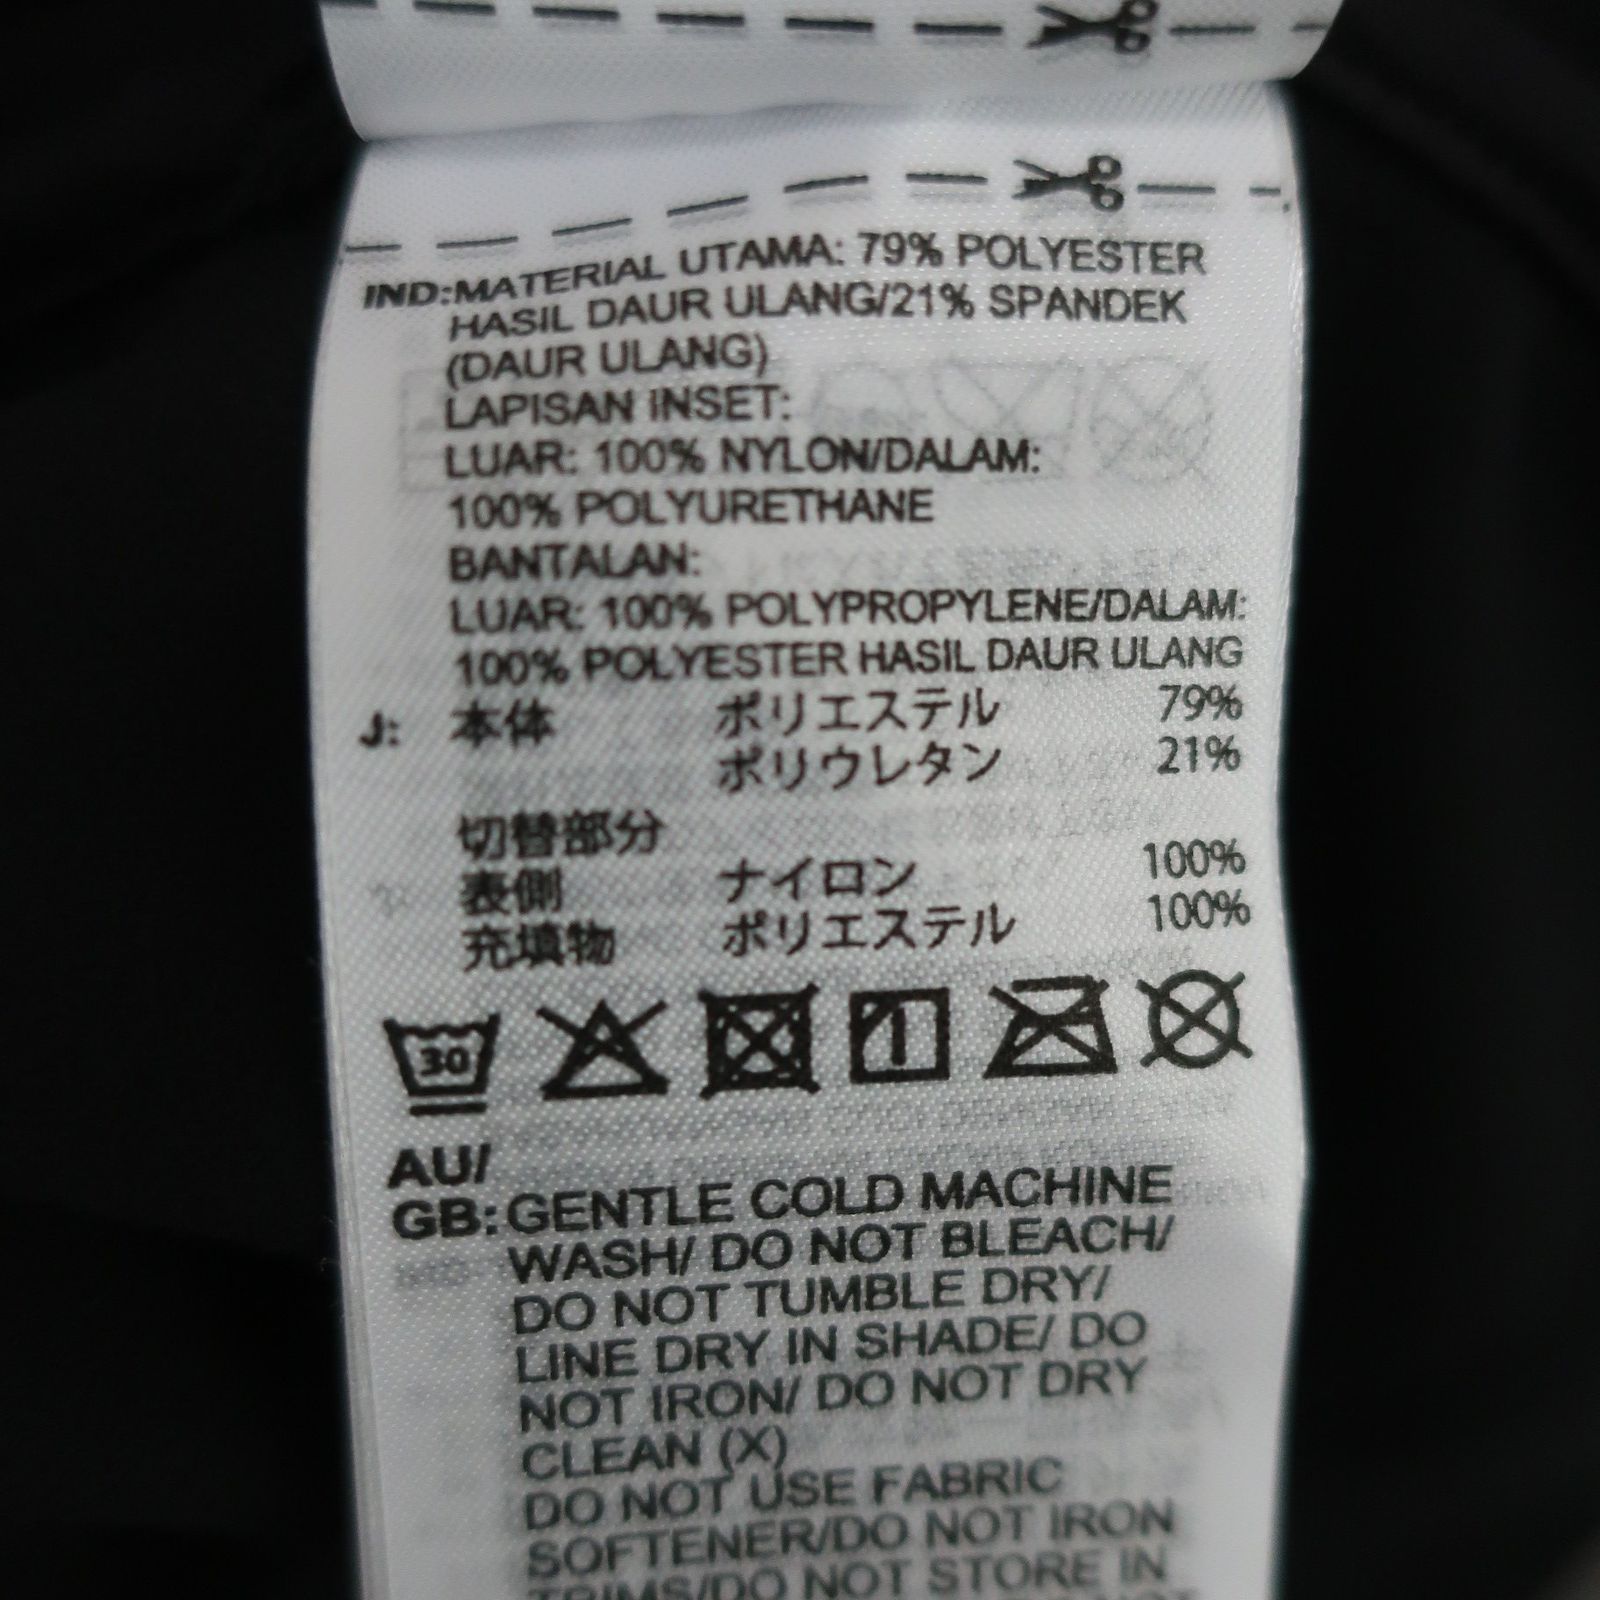 IND:MATERIAL UTAMA: 79% POLYESTER
HASIL DAUR ULANG/21% SPANDEK
(DAUR ULANG)
LAPISAN INSET:
LUAR: 100% NYLON/DALAM:
100% POLYURETHANE
BANTALAN:
LUAR: 100% POLYPROPYLENE/DALAM:
100% POLYESTER HASIL DAUR ULANG
J: 本体 ポリエステル 79%
ポリウレタン 21%
切替部分
表側 ナイロン 100%
充填物 ポリエステル 100%
30
AU/
GB:GENTLE COLD MACHINE
WASH/ DO NOT BLEACH/
DO NOT TUMBLE DRY/
LINE DRY IN SHADE/ DO
NOT IRON/ DO NOT DRY
CLEAN (X)
DO NOT USE FABRIC
SOFTENER/DO NOT IRON
TRIMS/DO NOT STORE IN